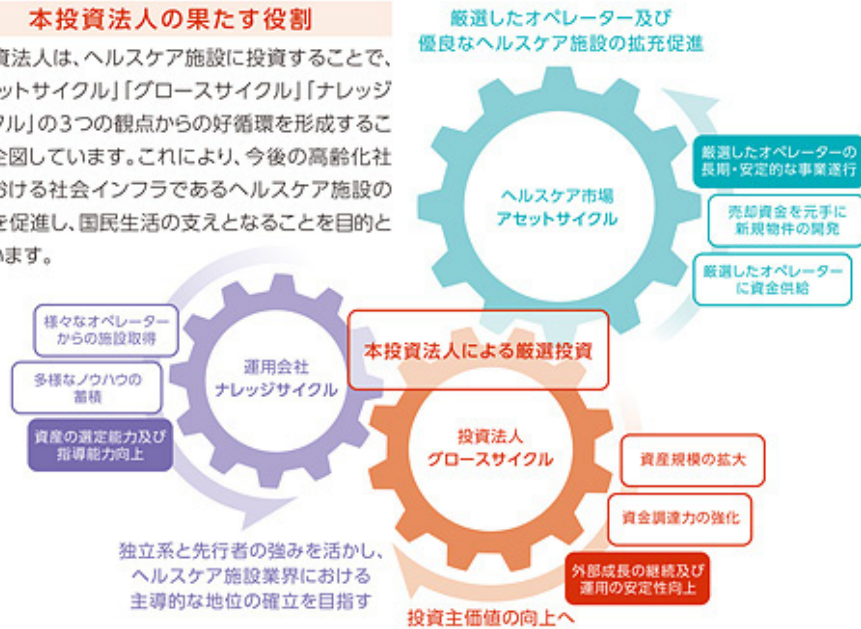 本投資法人の果たす役割
資法人は、ヘルスケア施設に投資することで、
ットサイクル」「グロースサイクル」「ナレッジ
クル」の3つの観点からの好循環を形成するこ
企図しています。これにより、今後の高齢化社
おける社会インフラであるヘルスケア施設の
を促進し、国民生活の支えとなることを目的と
います。
厳選したオペレーター及び
優良なヘルスケア施設の拡充促進
ヘルスケア市場
アセットサイクル
厳選したオペレーターの
長期・安定的な事業遂行
売却資金を元手に
新規物件の開発
厳選したオペレーター
に資金供給
様々なオペレーター
からの施設取得
多様なノウハウの
蓄積
資産の選定能力及び
指導能力向上
運用会社
ナレッジサイクル
本投資法人による厳選投資
投資法人
グロースサイクル
資産規模の拡大
資金調達力の強化
外部成長の継続及び
運用の安定性向上
独立系と先行者の強みを活かし、
ヘルスケア施設業界における
主導的な地位の確立を目指す
投資主価値の向上へ